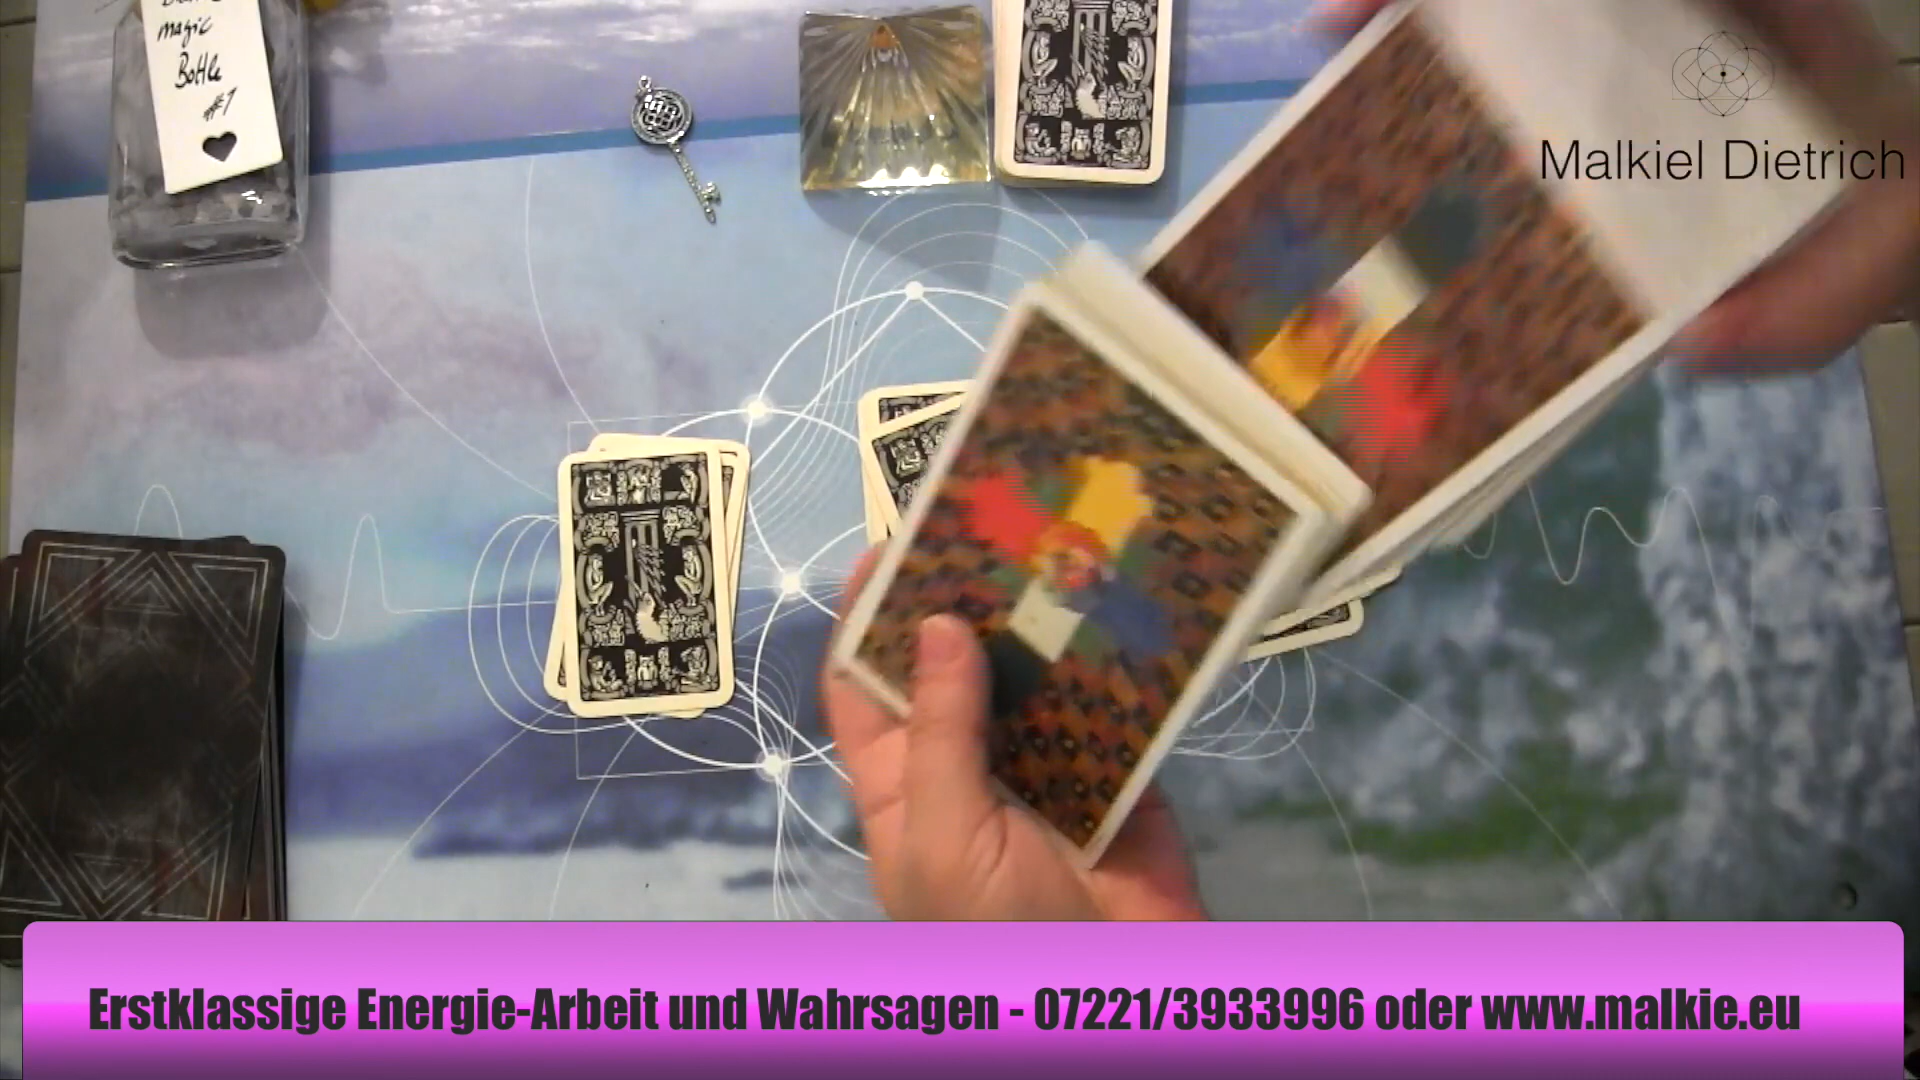 magic
Bottle
#1
Malkiel Dietrich
Erstklassige Energie-Arbeit und Wahrsagen - 07221/3933996 oder www.malkie.eu